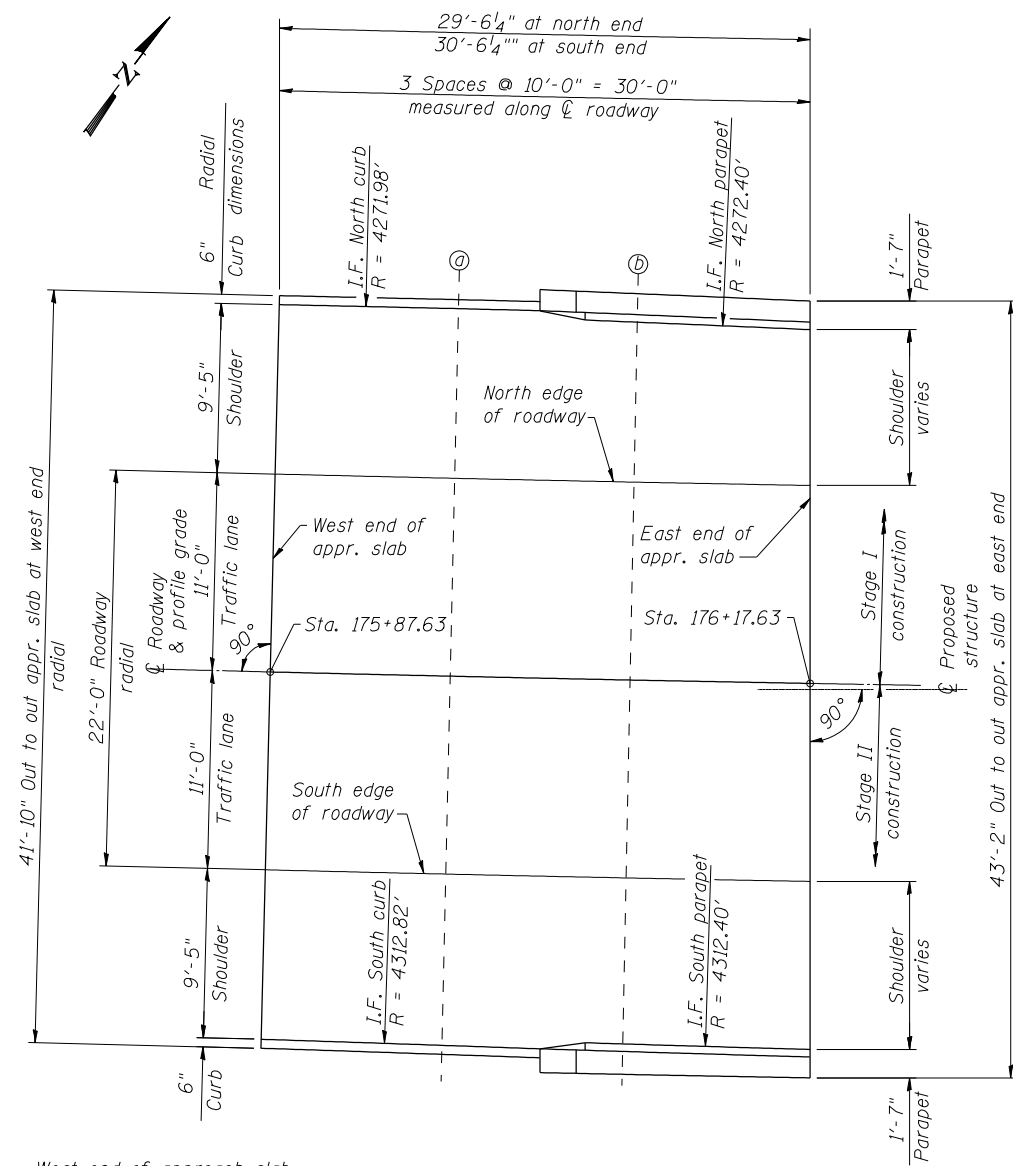 29'-6¼" at north end
30'-6¼"" at south end
3 Spaces @ 10'-0" = 30'-0"
measured along ℄ roadway
N
6" Radial
Curb dimensions
I.F. North curb
R = 4271.98'
I.F. North parapet
R = 4272.40'
1'-7"
Parapet
a
b
9'-5"
Shoulder
North edge
of roadway
Shoulder
varies
41'-10" Out to out appr. slab at west end
radial
22'-0" Roadway
radial
℄ Roadway
& profile grade
11'-0"
Traffic lane
West end of
appr. slab
East end of
appr. slab
Stage I
construction
43'-2" Out to out appr. slab at east end
℄ Proposed
structure
90°
Sta. 175+87.63
Sta. 176+17.63
90°
11'-0"
Traffic lane
Stage II
construction
South edge
of roadway
9'-5"
Shoulder
I.F. South curb
R = 4312.82'
I.F. South parapet
R = 4312.40'
Shoulder
varies
6"
Curb
1'-7"
Parapet